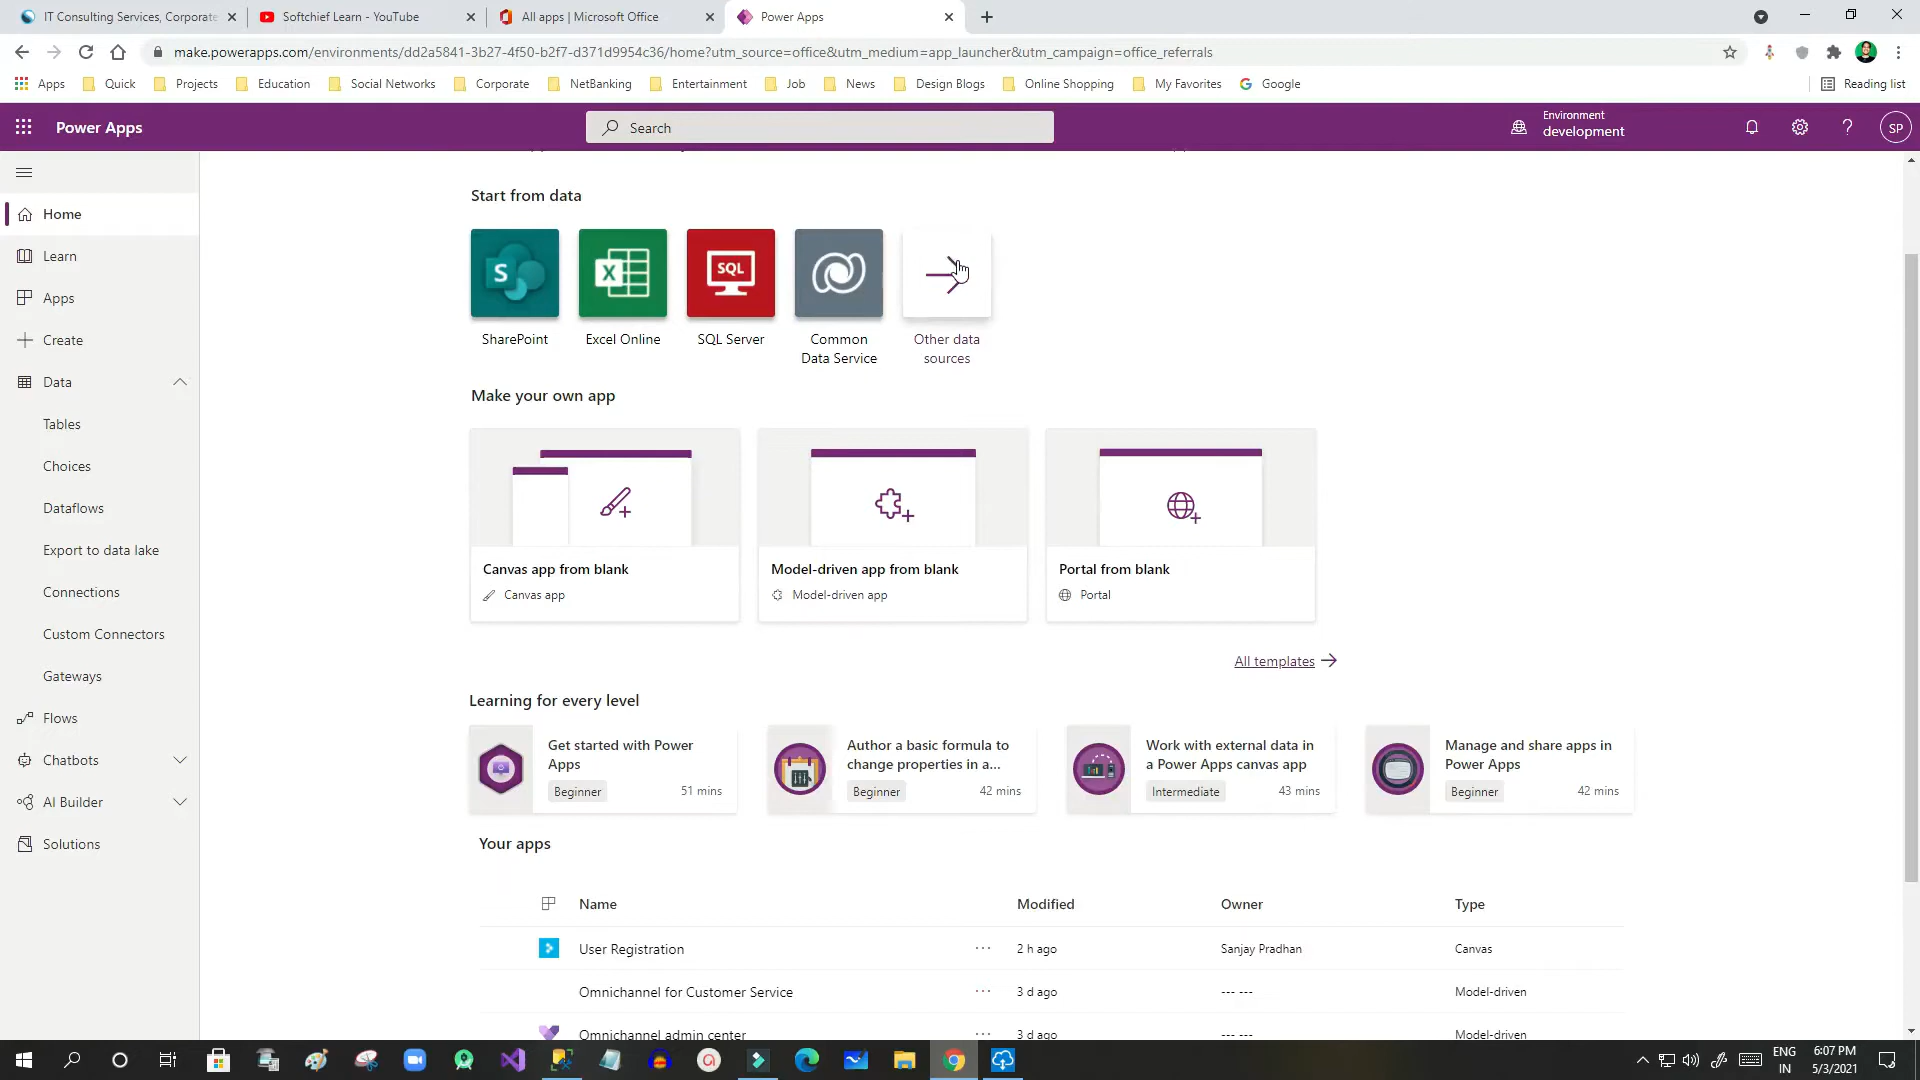 IT Consulting Services, Corporate
Softchief Learn - YouTube
All apps | Microsoft Office
Power Apps
make.powerapps.com/environments/dd2a5841-3b27-4f50-b2f7-d371d9954c36/home?utm_source=office&utm_medium=app_launcher&utm_campaign=office_referrals
Apps
Quick
Projects
Education
Social Networks
Corporate
NetBanking
Entertainment
Job
News
Design Blogs
Online Shopping
My Favorites
Google
Reading list
Power Apps
Search
Environment
development
SP
Home
Learn
Apps
Create
Data
Tables
Choices
Dataflows
Export to data lake
Connections
Custom Connectors
Gateways
Flows
Chatbots
AI Builder
Solutions
Start from data
S
X
SQL
SharePoint
Excel Online
SQL Server
Common
Data Service
Other data
sources
Make your own app
Canvas app from blank
Canvas app
Model-driven app from blank
Model-driven app
Portal from blank
Portal
All templates
Learning for every level
Get started with Power
Apps
Beginner
51 mins
Author a basic formula to
change properties in a...
Beginner
42 mins
Work with external data in
a Power Apps canvas app
Intermediate
43 mins
Manage and share apps in
Power Apps
Beginner
42 mins
Your apps
Name
Modified
Owner
Type
User Registration
2 h ago
Sanjay Pradhan
Canvas
Omnichannel for Customer Service
3 d ago
--- ---
Model-driven
Omnichannel admin center
3 d ago
--- ---
Model-driven
ENG
IN
6:07 PM
5/3/2021